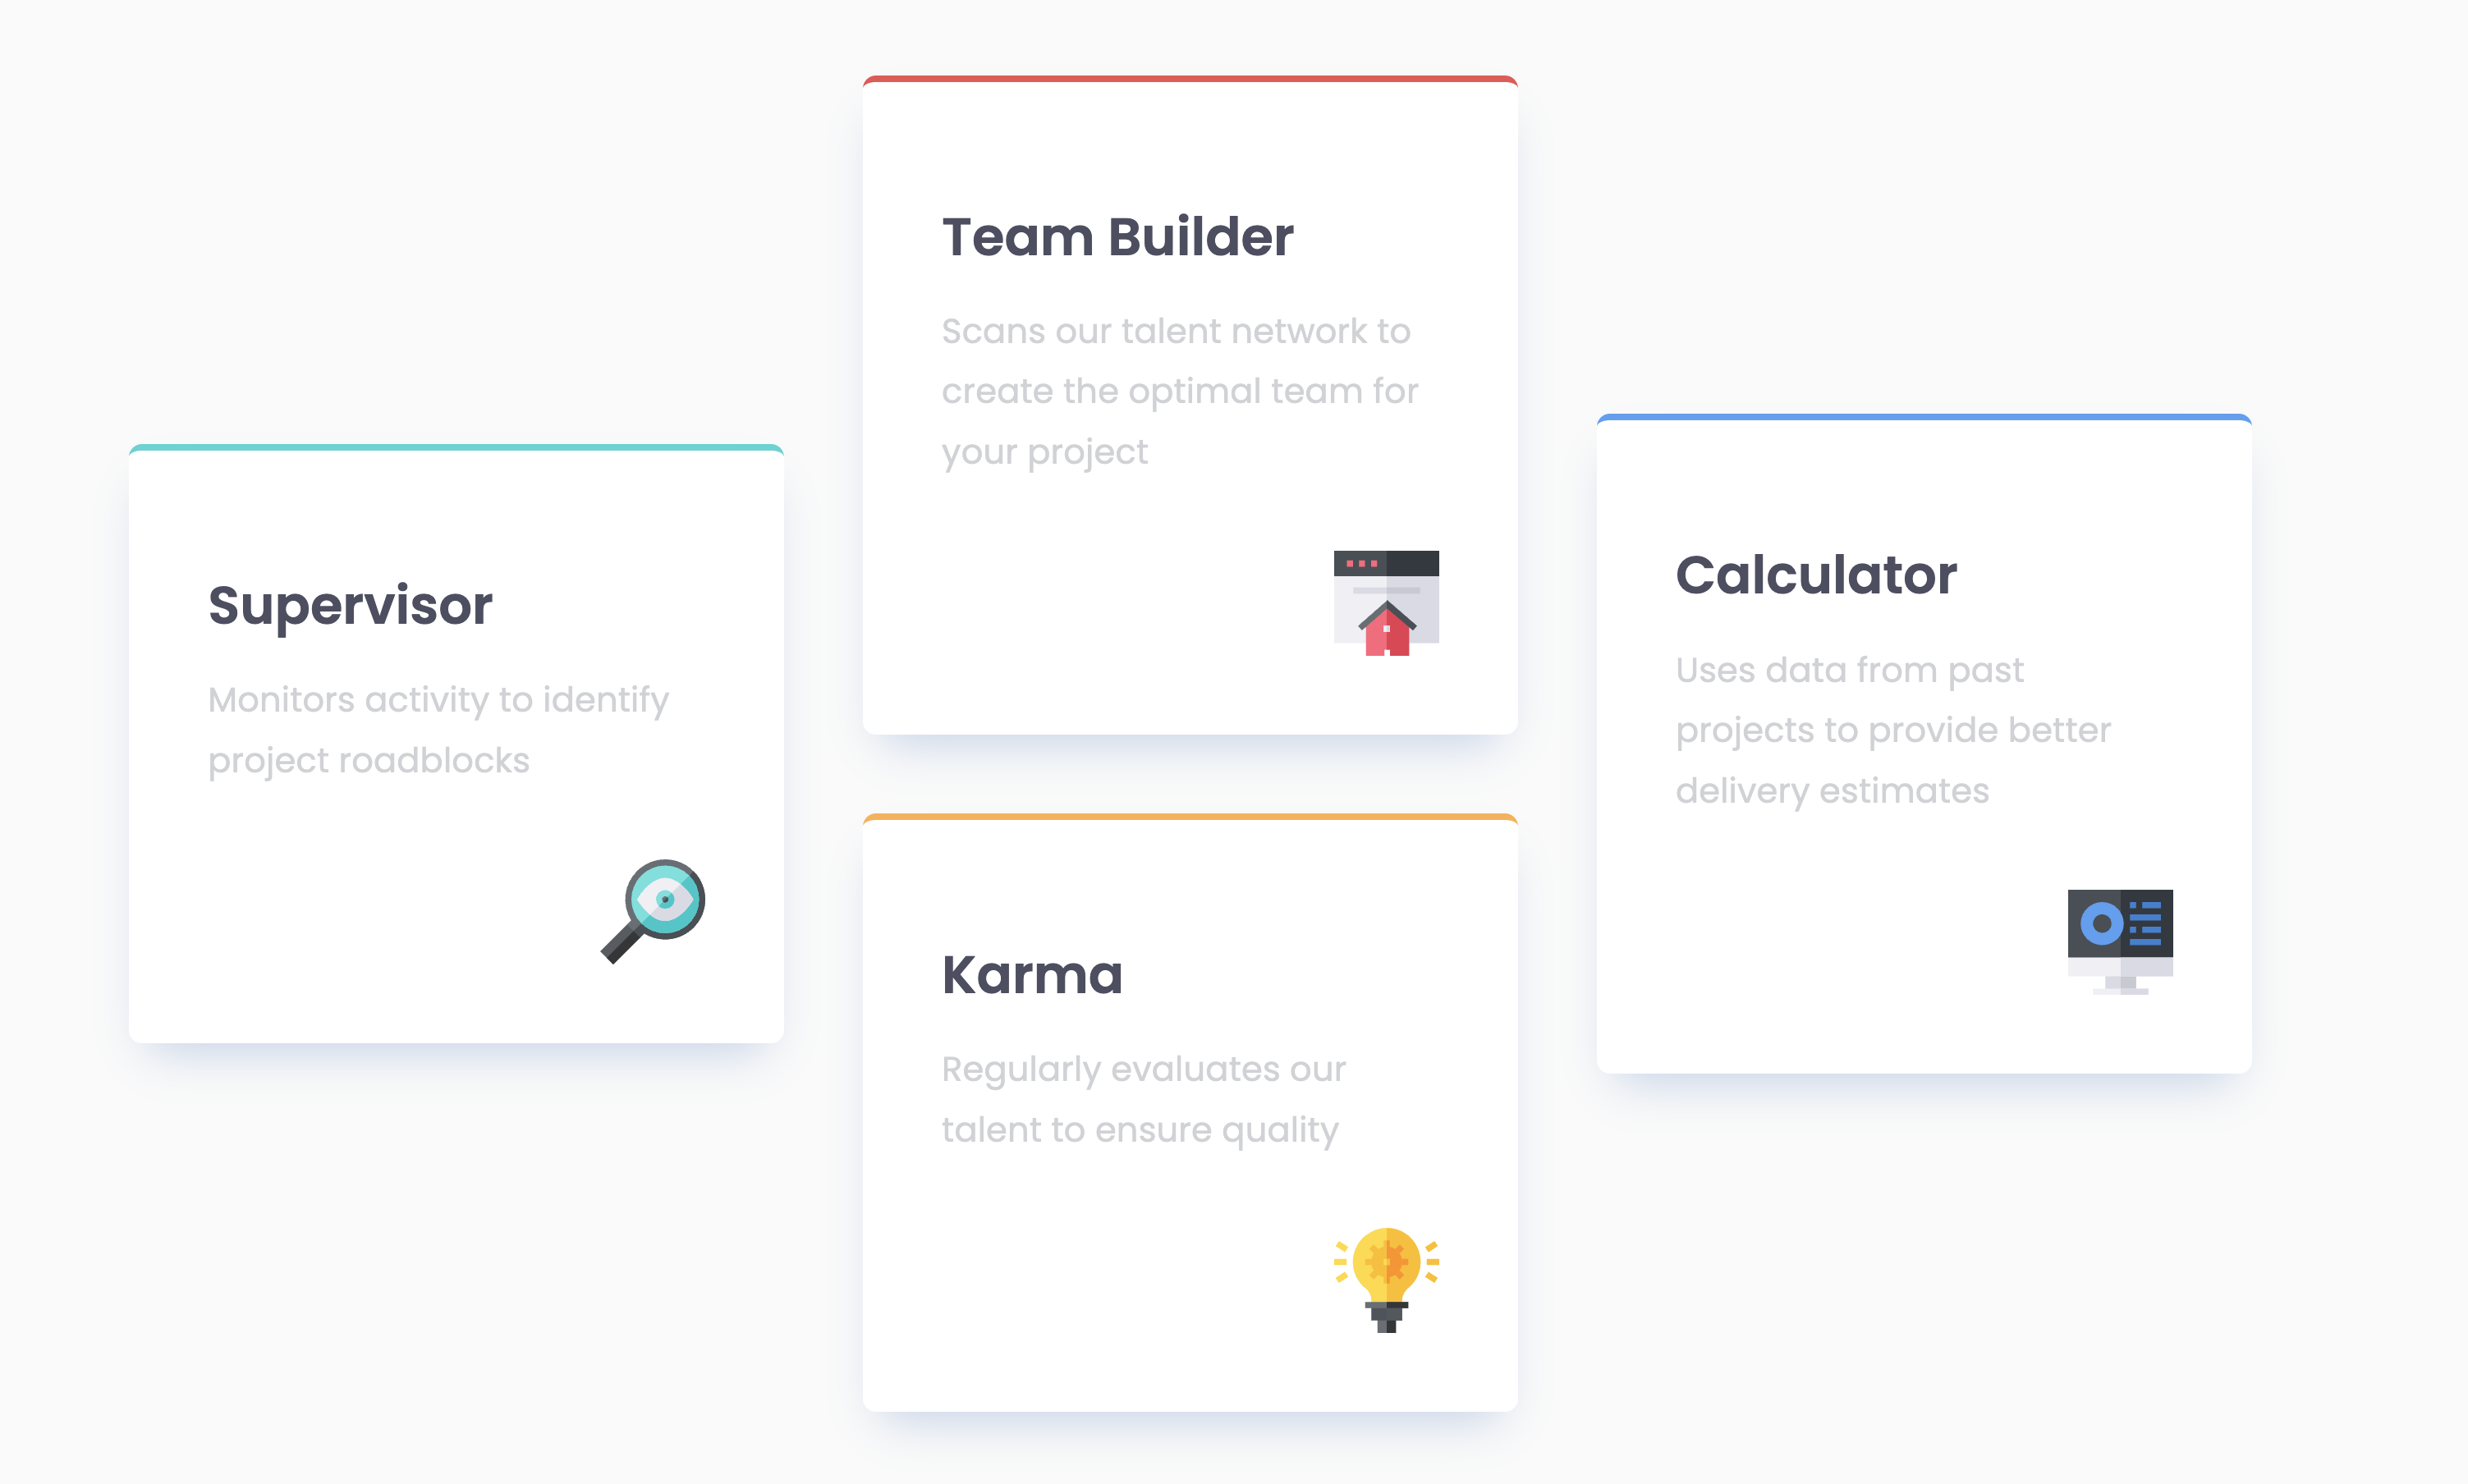 Supervisor
Monitors activity to identify
project roadblocks
Team Builder
Scans our talent network to
create the optimal team for
your project
Karma
Regularly evaluates our
talent to ensure quality
Calculator
Uses data from past
projects to provide better
delivery estimates